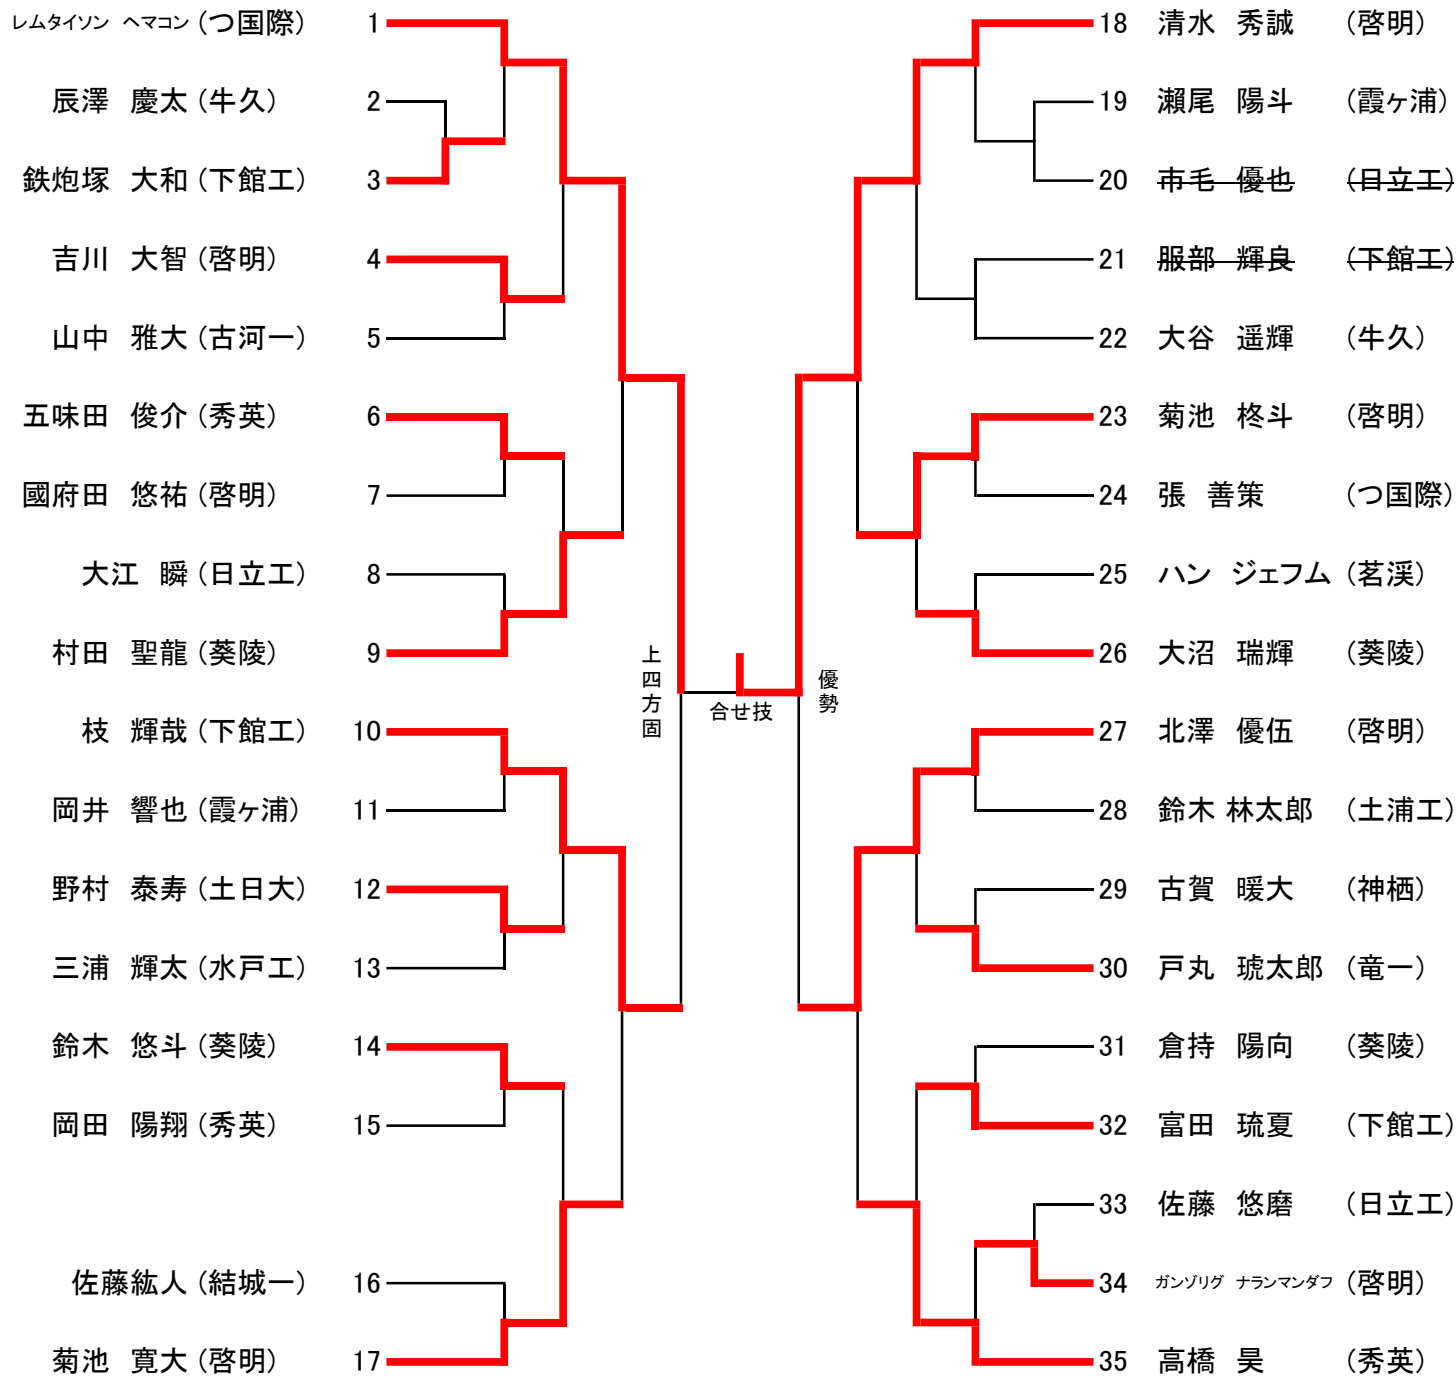 レムタイソン ヘマコン (つ国際) 1
辰澤 慶太 (牛久) 2
鉄炮塚 大和 (下館工) 3
吉川 大智 (啓明) 4
山中 雅大 (古河一) 5
五味田 俊介 (秀英) 6
國府田 悠祐 (啓明) 7
大江 瞬 (日立工) 8
村田 聖龍 (葵陵) 9
枝 輝哉 (下館工) 10
岡井 響也 (霞ヶ浦) 11
野村 泰寿 (土日大) 12
三浦 輝太 (水戸工) 13
鈴木 悠斗 (葵陵) 14
岡田 陽翔 (秀英) 15
佐藤紘人 (結城一) 16
菊池 寛大 (啓明) 17
上四方固
合せ技
優勢
18 清水 秀誠 (啓明)
19 瀬尾 陽斗 (霞ヶ浦)
20 市毛 優也 (日立工)
21 服部 輝良 (下館工)
22 大谷 遥輝 (牛久)
23 菊池 柊斗 (啓明)
24 張 善策 (つ国際)
25 ハン ジェフム (茗溪)
26 大沼 瑞輝 (葵陵)
27 北澤 優伍 (啓明)
28 鈴木 林太郎 (土浦工)
29 古賀 暖大 (神栖)
30 戸丸 琥太郎 (竜一)
31 倉持 陽向 (葵陵)
32 富田 琉夏 (下館工)
33 佐藤 悠磨 (日立工)
34 ガンゾリグ ナランマンダフ (啓明)
35 高橋 昊 (秀英)